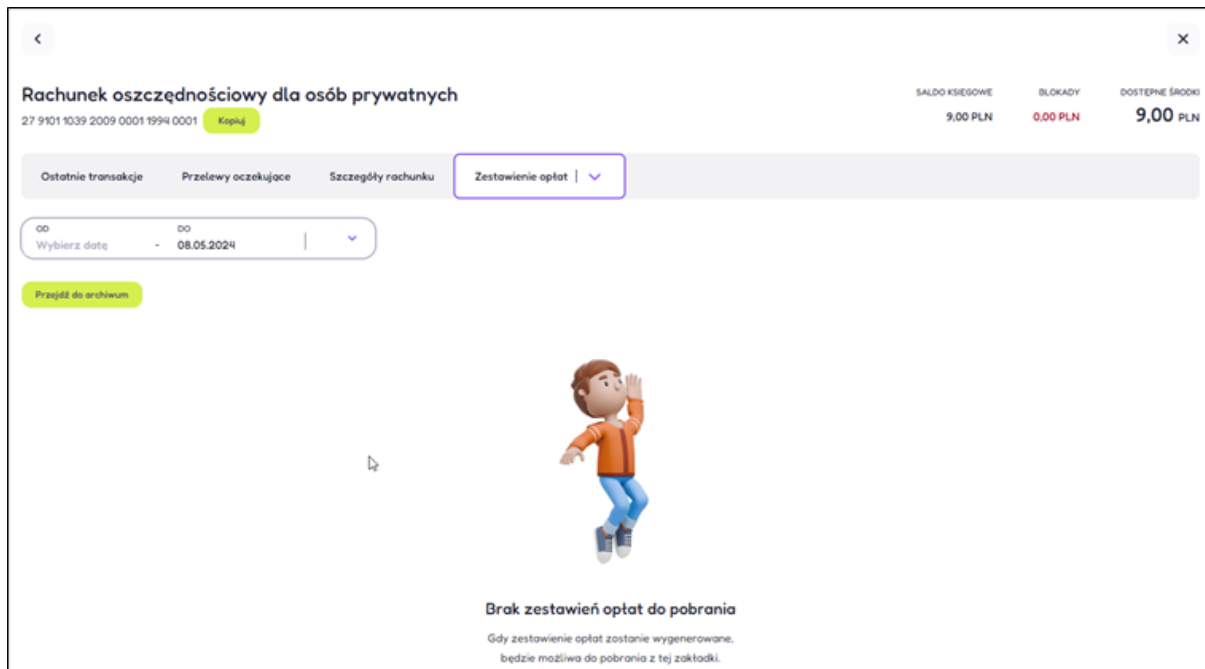 Rachunek oszczędnościowy dla osób prywatnych
27 9101 1039 2009 0001 1994 0001 Kopiuj
SALDO KSIEGOWE BLOKADY DOSTEPNE ŚRODKI
9,00 PLN 0,00 PLN 9,00 PLN
Ostatnie transakcje Przelewy oczekujące Szczegóły rachunku Zestawienie opłat
OD DO
Wybierz datę - 08.05.2024
Przejdź do archiwum
Brak zestawień opłat do pobrania
Gdy zestawienie opłat zostanie wygenerowane,
będzie możliwa do pobrania z tej zakładki.